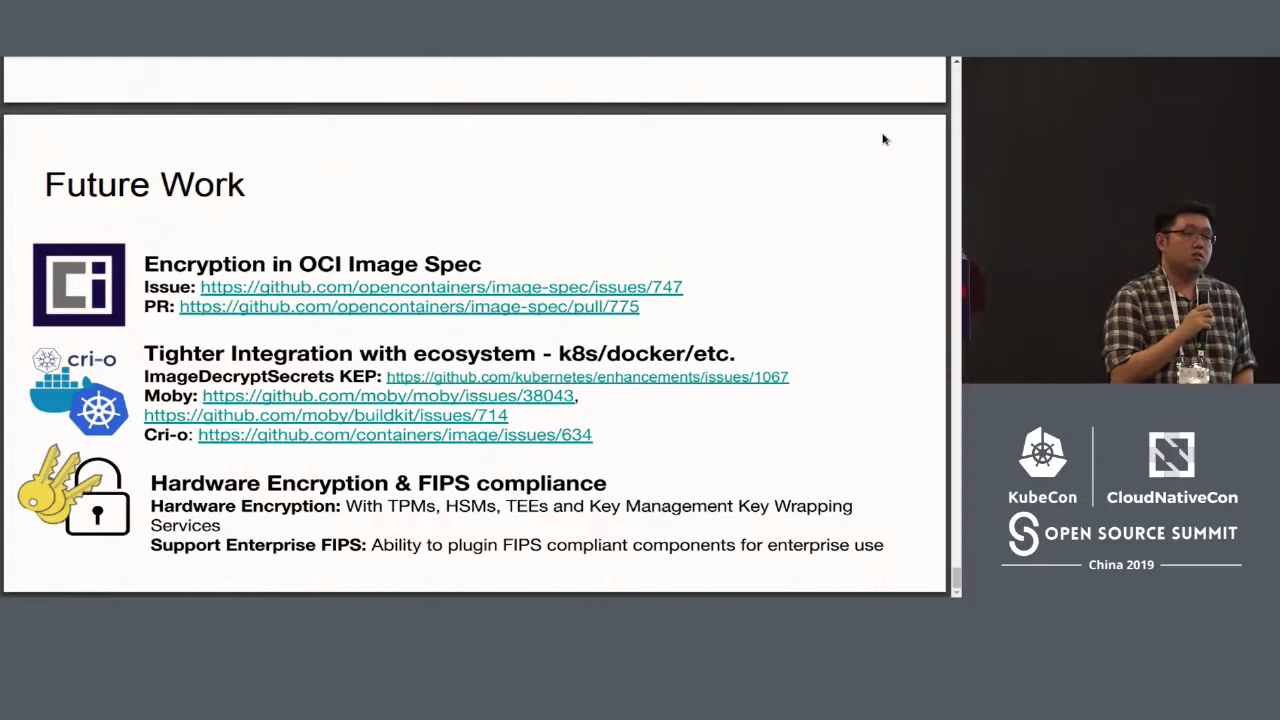 Future Work
Encryption in OCI Image Spec
Issue: https://github.com/opencontainers/image-spec/issues/747
PR: https://github.com/opencontainers/image-spec/pull/775
cri-o
Tighter Integration with ecosystem - k8s/docker/etc.
ImageDecryptSecrets KEP: https://github.com/kubernetes/enhancements/issues/1067
Moby: https://github.com/moby/moby/issues/38043,
https://github.com/moby/buildkit/issues/714
Cri-o: https://github.com/containers/image/issues/634
Hardware Encryption & FIPS compliance
Hardware Encryption: With TPMs, HSMs, TEEs and Key Management Key Wrapping
Services
Support Enterprise FIPS: Ability to plugin FIPS compliant components for enterprise use
KubeCon
CloudNativeCon
OPEN SOURCE SUMMIT
China 2019